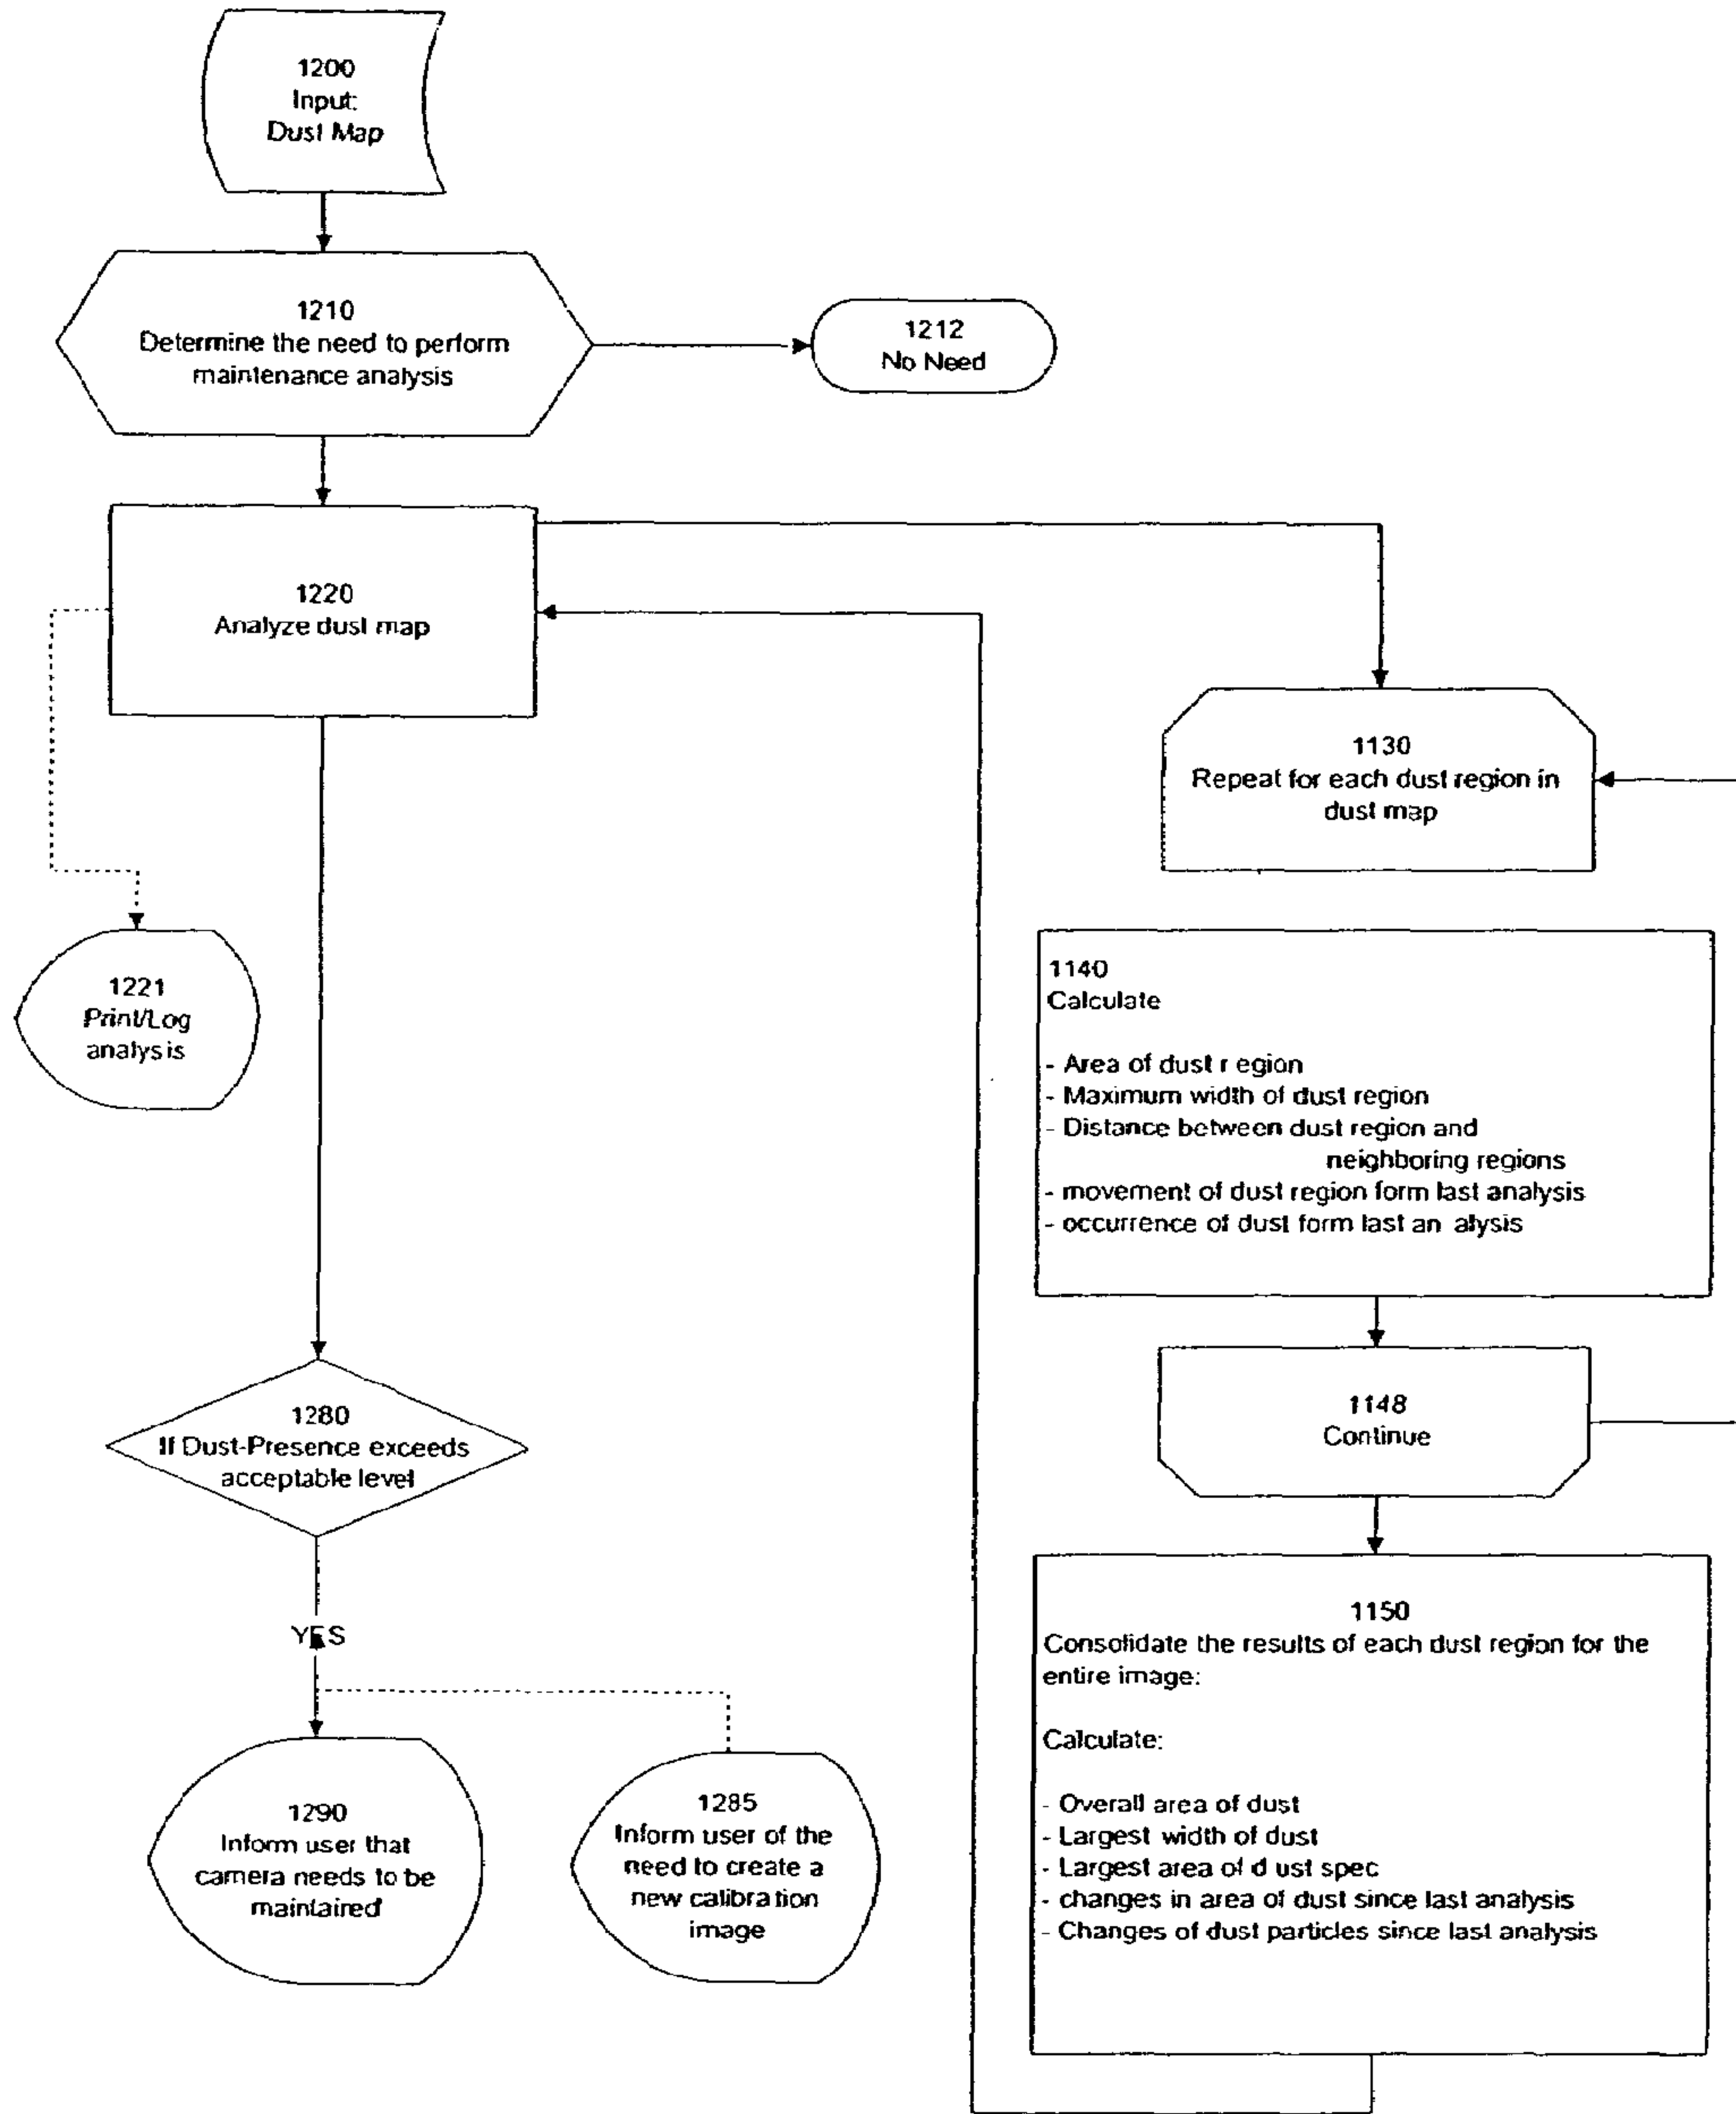 1200
Input:
Dust Map
1210
Determine the need to perform
maintenance analysis
1212
No Need
1220
Analyze dust map
1130
Repeat for each dust region in
dust map
1221
Print/Log
analysis
1140
Calculate
- Area of dust r egion
- Maximum width of dust region
- Distance between dust region and
neighboring regions
- movement of dust region form last analysis
- occurrence of dust form last an alysis
1280
If Dust-Presence exceeds
acceptable level
1148
Continue
YES
1150
Consolidate the results of each dust region for the
entire image:
Calculate:
- Overall area of dust
- Largest width of dust
- Largest area of d ust spec
- changes in area of dust since last analysis
- Changes of dust particles since last analysis
1290
Inform user that
camera needs to be
maintained
1285
Inform user of the
need to create a
new calibration
image